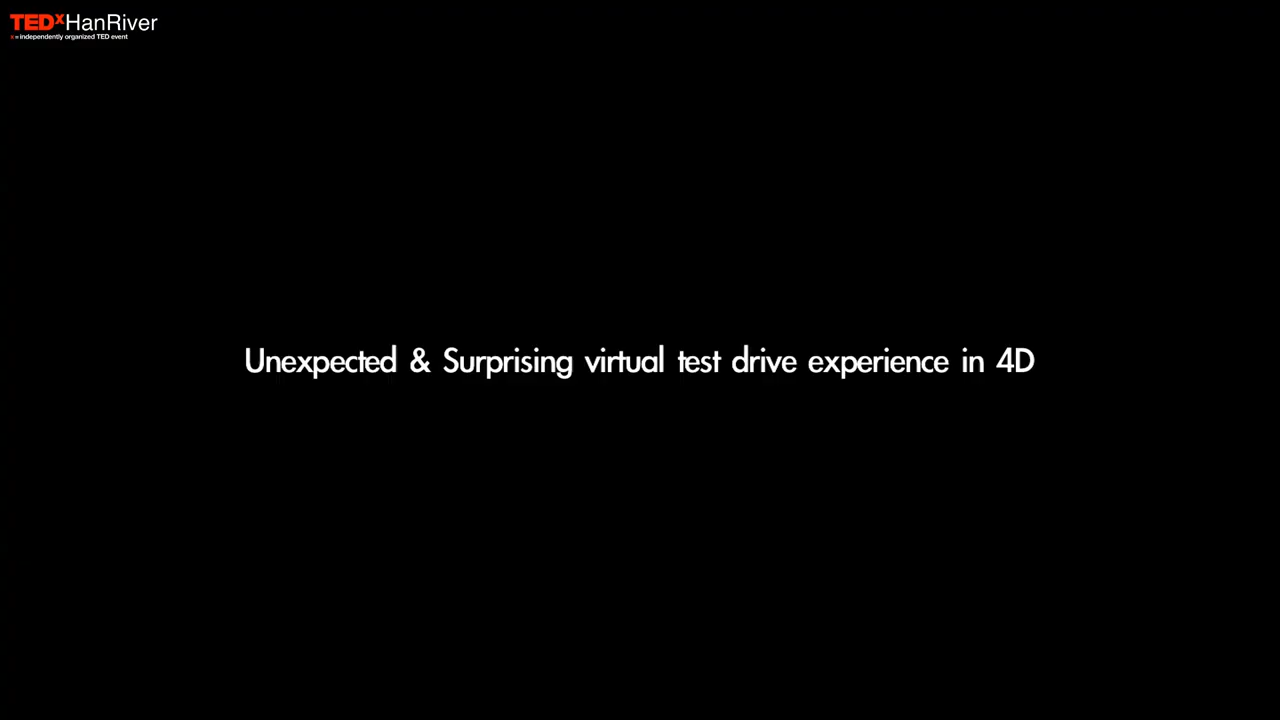 TEDxHanRiver
x = independently organized TED event
Unexpected & Surprising virtual test drive experience in 4D